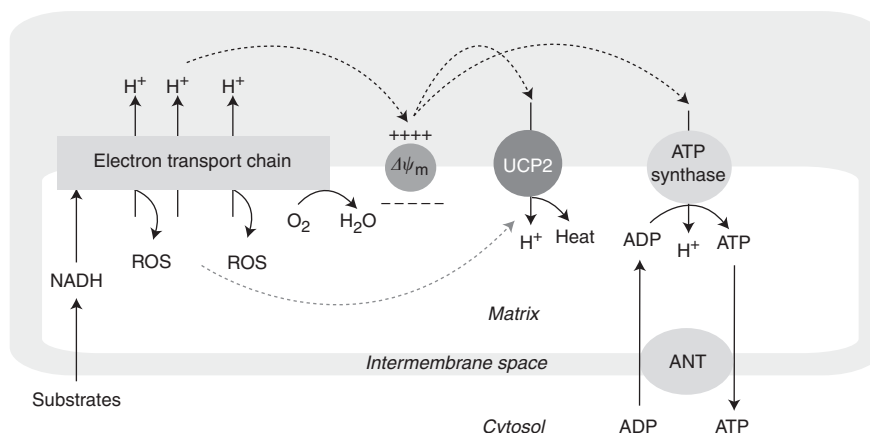 H+ H+ H+
++++
Electron transport chain
Δψm
UCP2
ATP
synthase
–––––
O2 H2O
H+ Heat
ADP H+ ATP
ROS ROS
NADH
Matrix
Intermembrane space
ANT
Substrates
Cytosol
ADP ATP